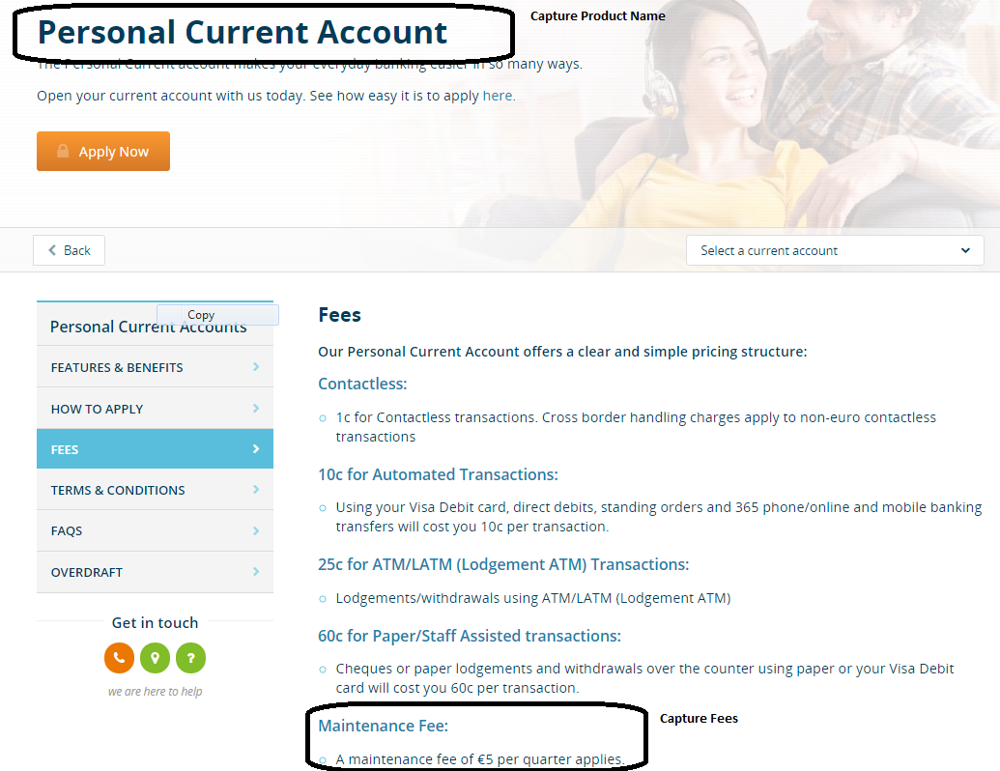 Personal Current Account
Capture Product Name
The Personal Current account makes your everyday banking easier in so many ways.
Open your current account with us today. See how easy it is to apply here.
Apply Now
Back
Select a current account
Copy
Personal Current Accounts
FEATURES & BENEFITS
HOW TO APPLY
FEES
TERMS & CONDITIONS
FAQS
OVERDRAFT
Get in touch
?
we are here to help
Fees
Our Personal Current Account offers a clear and simple pricing structure:
Contactless:
1c for Contactless transactions. Cross border handling charges apply to non-euro contactless
transactions
10c for Automated Transactions:
Using your Visa Debit card, direct debits, standing orders and 365 phone/online and mobile banking
transfers will cost you 10c per transaction.
25c for ATM/LATM (Lodgement ATM) Transactions:
Lodgements/withdrawals using ATM/LATM (Lodgement ATM)
60c for Paper/Staff Assisted transactions:
Cheques or paper lodgements and withdrawals over the counter using paper or your Visa Debit
card will cost you 60c per transaction.
Maintenance Fee:
Capture Fees
A maintenance fee of €5 per quarter applies.